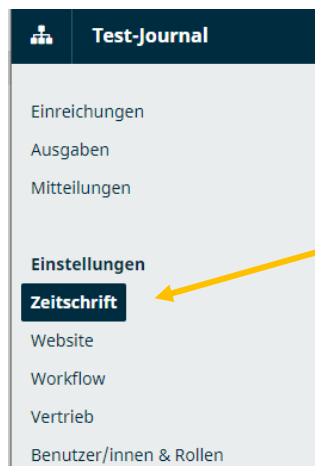 Test-Journal
Einreichungen
Ausgaben
Mitteilungen
Einstellungen
Zeitschrift
Website
Workflow
Vertrieb
Benutzer/innen & Rollen